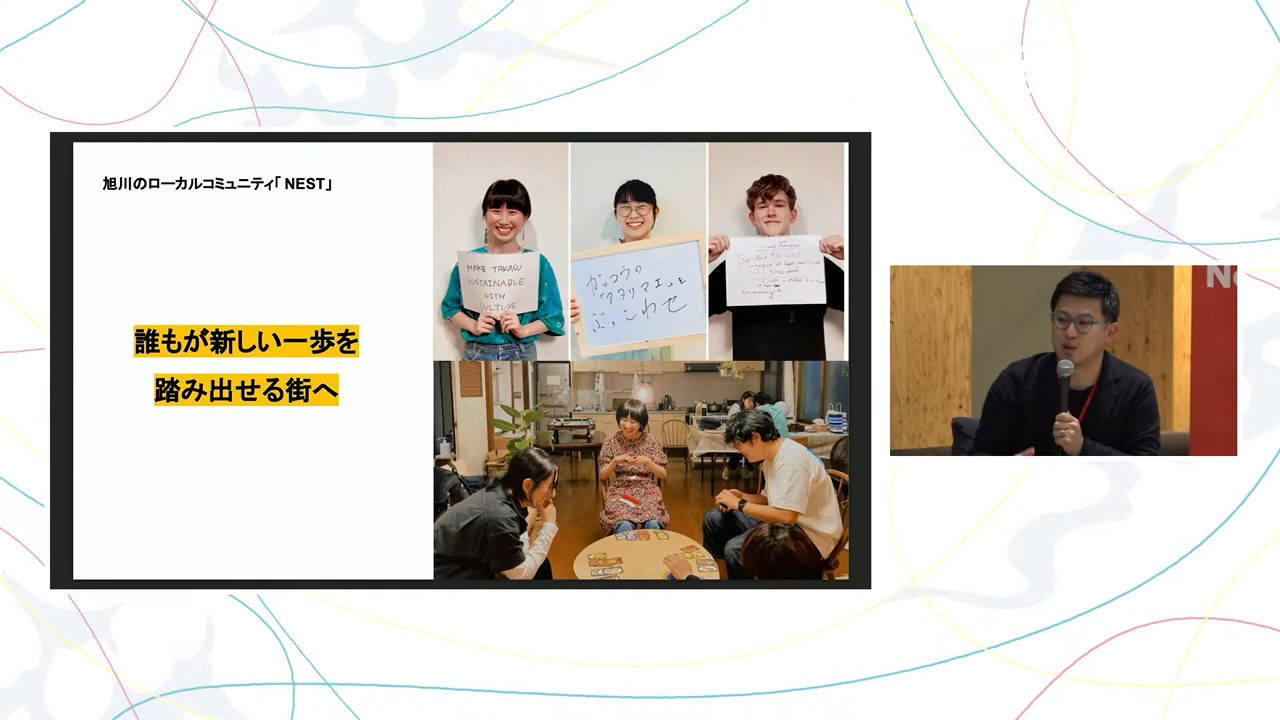 旭川のローカルコミュニティ「NEST」
誰もが新しい一歩を
踏み出せる街へ
MAKE TAKASU
SUSTAINABLE
WITH
CULTURE
ガッコウの
「アタリマエ」を
ぶっこわせ